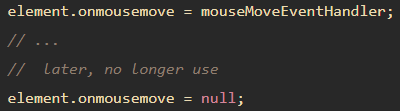 element.onmousemove = mouseMoveEventHandler;
// ...
//  later, no longer use
element.onmousemove = null;